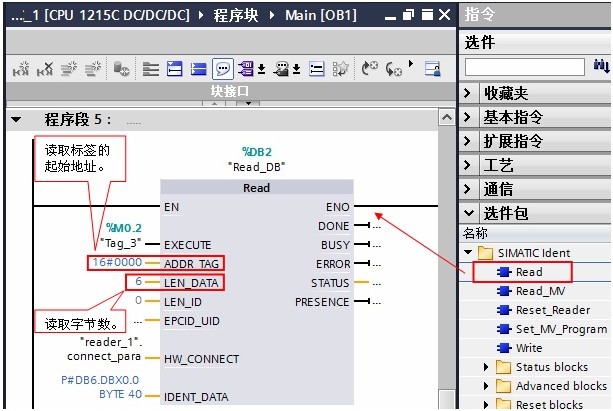 ..._1 [CPU 1215C DC/DC/DC] ▸ 程序块 ▸ Main [OB1]
块接口
程序段 5： .....
读取标签的
起始地址。
%DB2
"Read_DB"
Read
EN
ENO
DONE
...
%M0.2
"Tag_3"
EXECUTE
BUSY
...
16#0000
ADDR_TAG
ERROR
...
6
LEN_DATA
STATUS
...
0
LEN_ID
PRESENCE
...
读取字节数。
...
EPCID_UID
"reader_1".
connect_para
HW_CONNECT
P#DB6.DBX0.0
BYTE 40
IDENT_DATA
指令
选件
收藏夹
基本指令
扩展指令
工艺
通信
选件包
名称
SIMATIC Ident
Read
Read_MV
Reset_Reader
Set_MV_Program
Write
Status blocks
Advanced blocks
Reset blocks